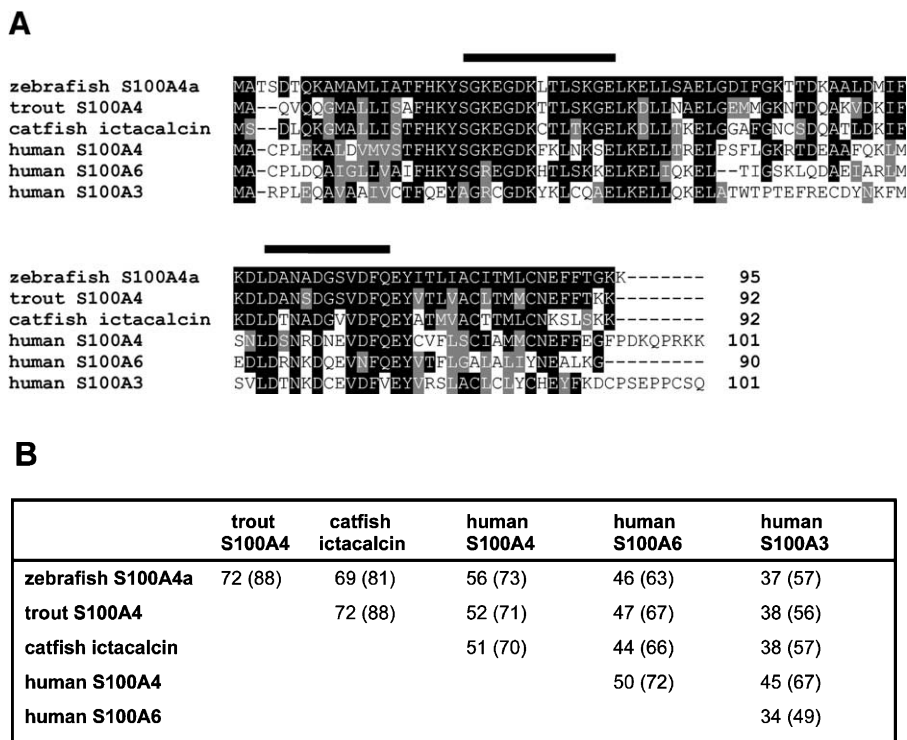 A
zebrafish S100A4a MATSDTQKAMAMLIATFHKYSGKEGDKLTLSKGELKELLSAELGDIFGKTTDKAALDMIF
trout S100A4 MA--QVQQGMALLISAFHKYSGKEGDKLTLSKGELKDLLNAELGEMMGKNTDQAKVDKIF
catfish ictacalcin MS--DLQKGMALLISTFHKYSGKEGDKCTLTKGELKDLLTKELGGAFGNCSDQATLDKIF
human S100A4 MA-CPLEKALDVMVSTFHKYSGKEGDKFKLNKSELKELLTRELPSFLGKRTDEAAFQKLM
human S100A6 MACPLDQAIGLLVAIFHKYSGREGDKHTLSKKELKELIQKEL--TIGSKLQDAEIARLM
human S100A3 MA-RPLEQAVAAIVCTFQEYAGRCGDKYKLCQAELKELLQKELATWTPTEFRECDYNKFM
zebrafish S100A4a KDLDANADGSVDFQEYITLIACITMLCNEFFTGKK------- 95
trout S100A4 KDLDANSDGSVDFQEYVTLVACLTMMCNEFFTKK-------- 92
catfish ictacalcin KDLDTNADGVVDFQEYATMVACTTMLCNKSLSKK-------- 92
human S100A4 SNLDSNRDNEVDFQEYCVFLSCIAMMCNEFFEGFPDKQPRKK 101
human S100A6 EDLDRNKDQEVNFQEYVTFLGALALIYNEALKG--------- 90
human S100A3 SVLDTNKDCEVDFVEYVRSLACLCLYCHEYFKDCPSEPPCSQ 101
B
trout S100A4 catfish ictacalcin human S100A4 human S100A6 human S100A3
zebrafish S100A4a 72 (88) 69 (81) 56 (73) 46 (63) 37 (57)
trout S100A4 72 (88) 52 (71) 47 (67) 38 (56)
catfish ictacalcin 51 (70) 44 (66) 38 (57)
human S100A4 50 (72) 45 (67)
human S100A6 34 (49)